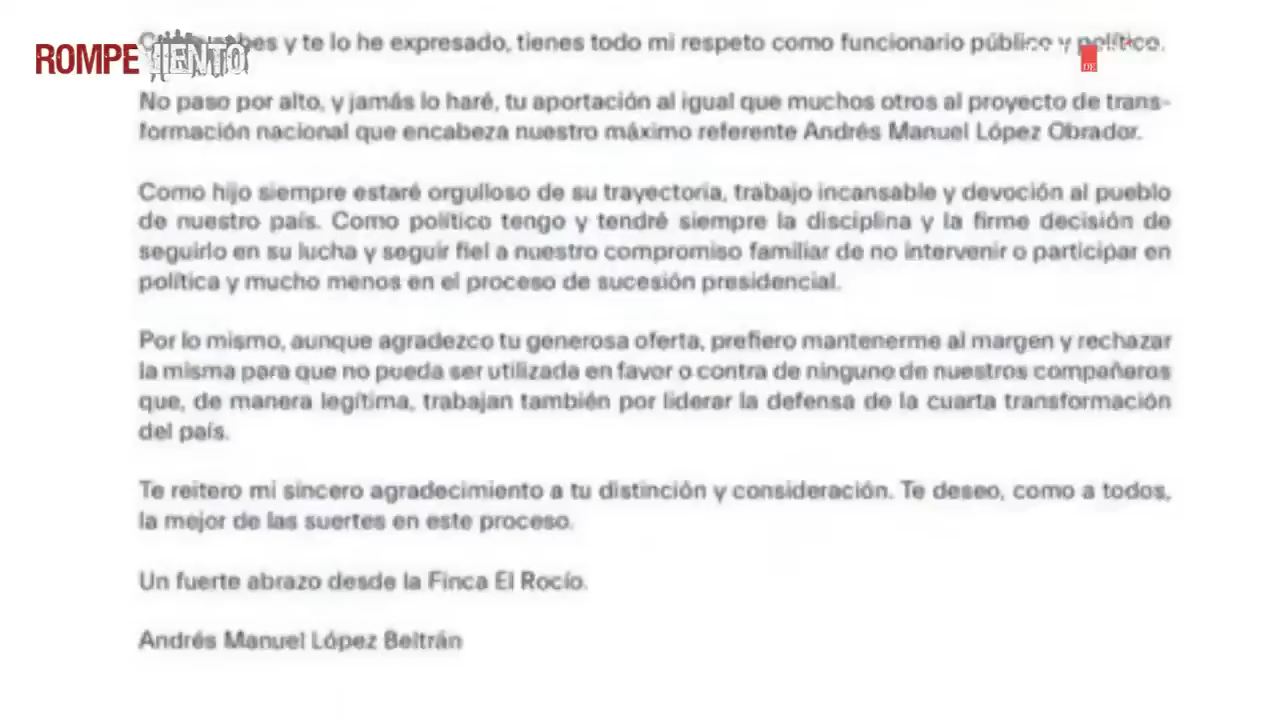 ROMPEVIENTO
y te lo he expresado, tienes todo mi respeto como funcionario público y político.
DE
No paso por alto, y jamás lo haré, tu aportación al igual que muchos otros al proyecto de trans-
formación nacional que encabeza nuestro máximo referente Andrés Manuel López Obrador.
Como hijo siempre estaré orgulloso de su trayectoria, trabajo incansable y devoción al pueblo
de nuestro país. Como político tengo y tendré siempre la disciplina y la firme decisión de
seguirlo en su lucha y seguir fiel a nuestro compromiso familiar de no intervenir o participar en
política y mucho menos en el proceso de sucesión presidencial.
Por lo mismo, aunque agradezco tu generosa oferta, prefiero mantenerme al margen y rechazar
la misma para que no pueda ser utilizada en favor o contra de ninguno de nuestros compañeros
que, de manera legítima, trabajan también por liderar la defensa de la cuarta transformación
del país.
Te reitero mi sincero agradecimiento a tu distinción y consideración. Te deseo, como a todos,
la mejor de las suertes en este proceso.
Un fuerte abrazo desde la Finca El Rocío.
Andrés Manuel López Beltrán